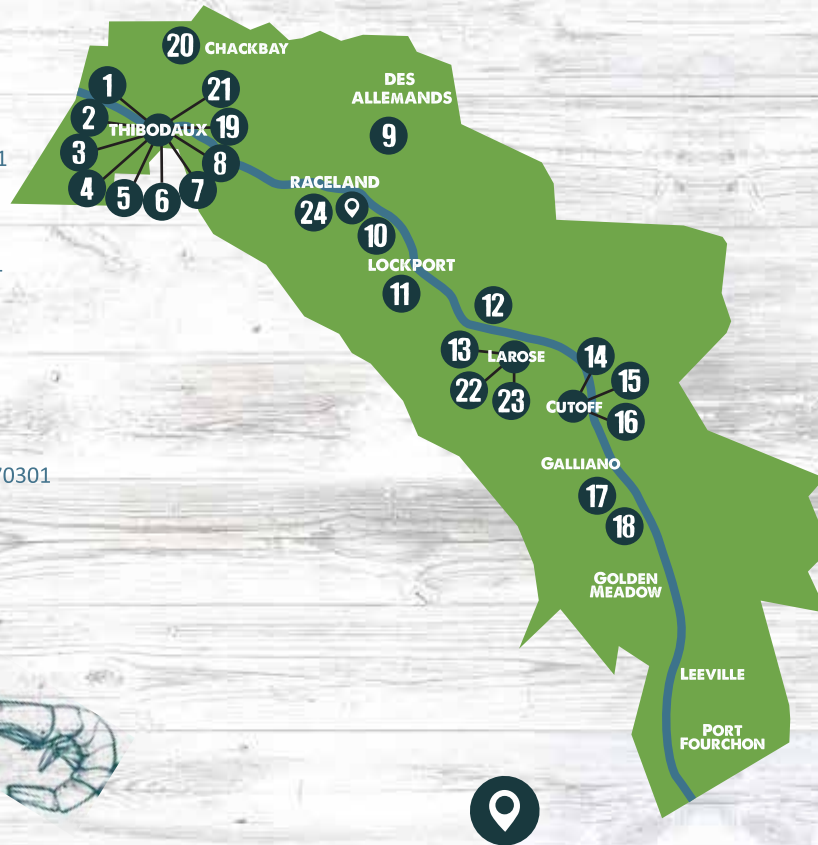 20 CHACKBAY
1
21
DES
ALLEMANDS
2
THIBODAUX
19
9
3
8
1
4
5
6
7
RACELAND
24
10
LOCKPORT
11
12
13
LAROSE
14
22
23
15
CUTOFF
16
GALLIANO
70301
17
18
GOLDEN
MEADOW
LEEVILLE
PORT
FOURCHON